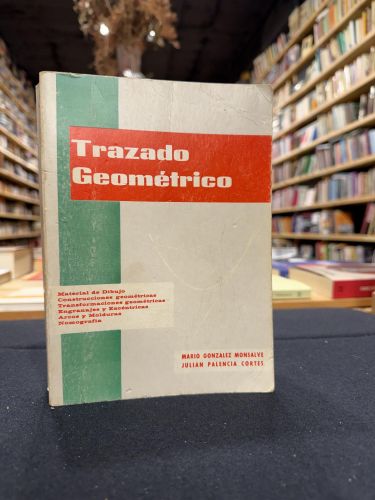 Trazado
Geométrico
Material de Dibujo
Construcciones geométricas
Transformaciones geométricas
Engranajes y Excéntricas
Arcos y Molduras
Nomografía
MARIO GONZALEZ MONSALVE
JULIAN PALENCIA CORTES